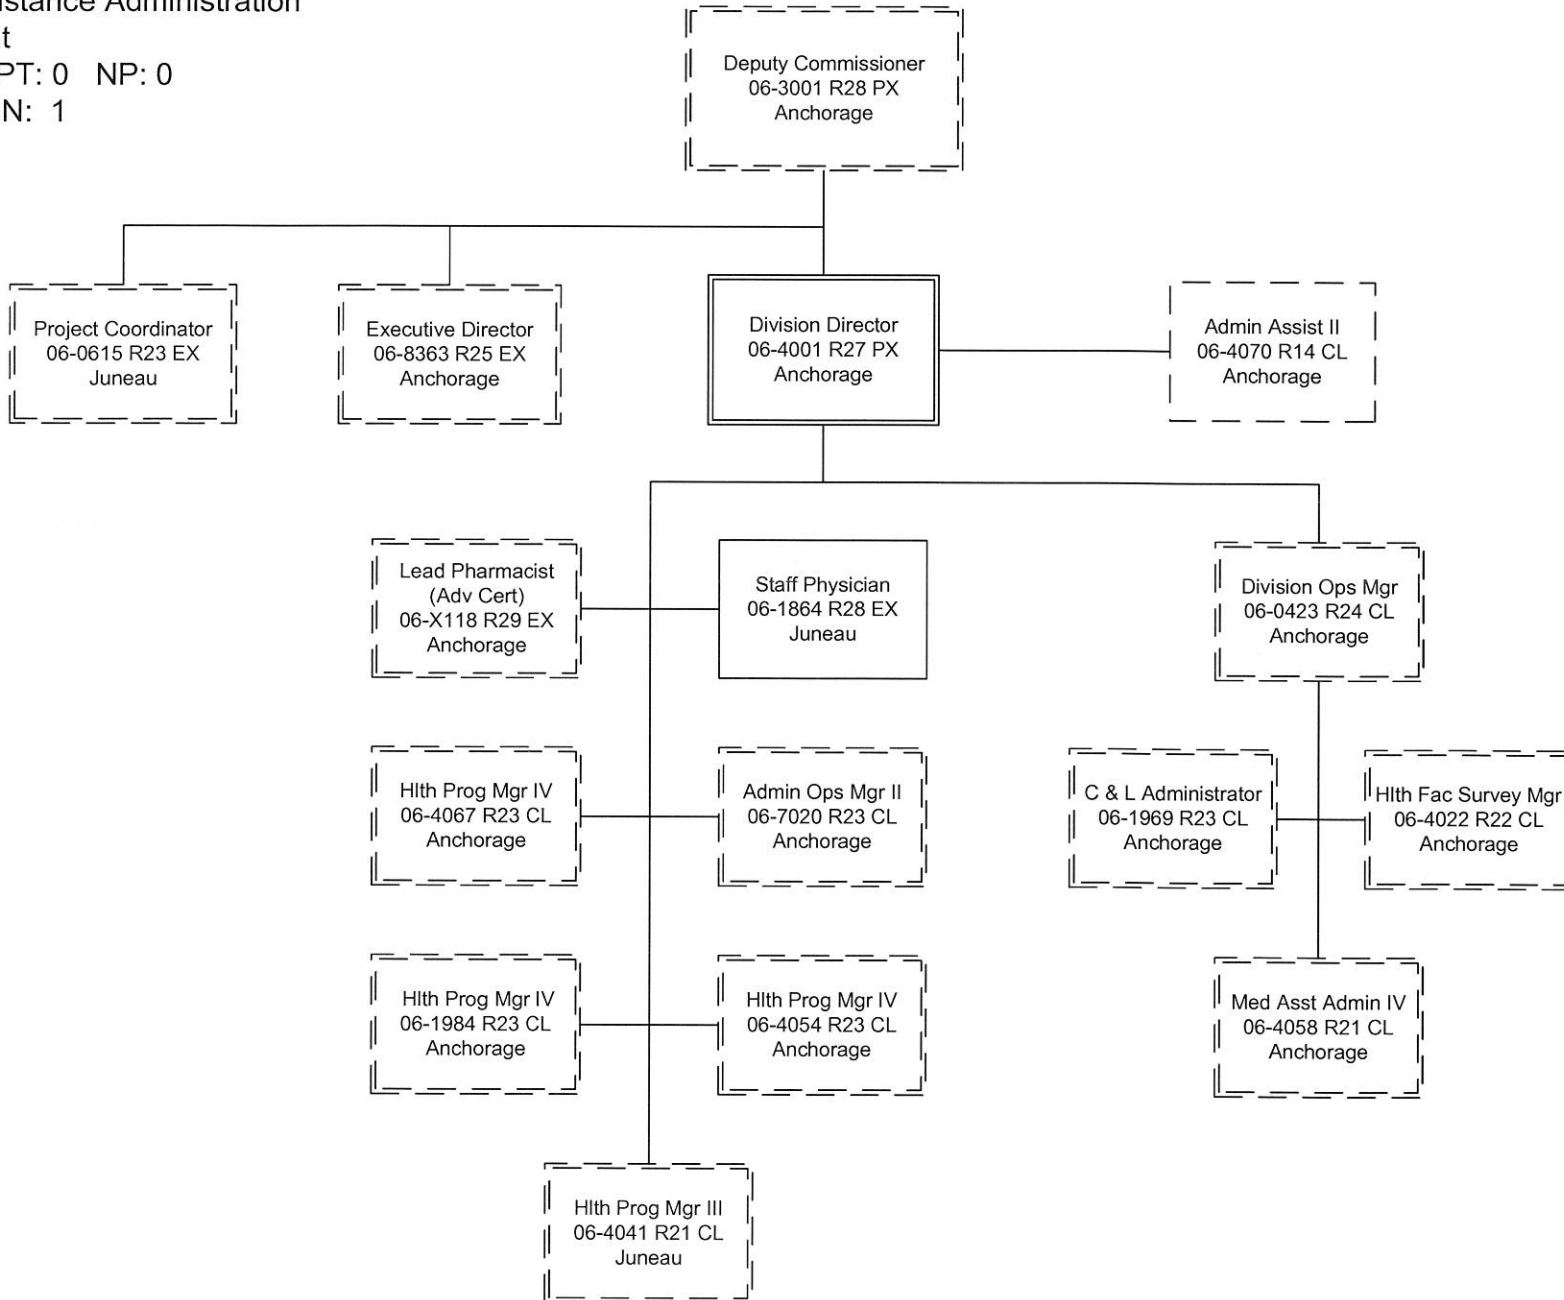 istance Administration
t
PT: 0 NP: 0
N: 1
Deputy Commissioner
06-3001 R28 PX
Anchorage
Project Coordinator
06-0615 R23 EX
Juneau
Executive Director
06-8363 R25 EX
Anchorage
Division Director
06-4001 R27 PX
Anchorage
Admin Assist II
06-4070 R14 CL
Anchorage
Lead Pharmacist
(Adv Cert)
06-X118 R29 EX
Anchorage
Staff Physician
06-1864 R28 EX
Juneau
Division Ops Mgr
06-0423 R24 CL
Anchorage
Hlth Prog Mgr IV
06-4067 R23 CL
Anchorage
Admin Ops Mgr II
06-7020 R23 CL
Anchorage
C & L Administrator
06-1969 R23 CL
Anchorage
Hlth Fac Survey Mgr
06-4022 R22 CL
Anchorage
Hlth Prog Mgr IV
06-1984 R23 CL
Anchorage
Hlth Prog Mgr IV
06-4054 R23 CL
Anchorage
Med Asst Admin IV
06-4058 R21 CL
Anchorage
Hlth Prog Mgr III
06-4041 R21 CL
Juneau